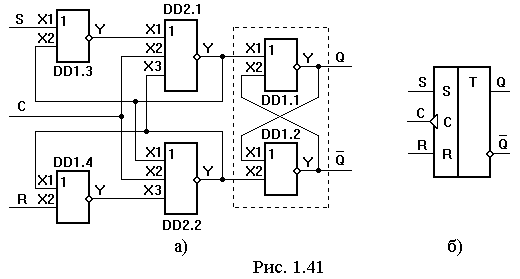 DD2.1
S X1 1 Y X1 1 X1 1 Y̅ Q
X2 X2 Y X2
DD1.3 X3 DD1.1
C
DD1.2
DD1.4 X1 1 X1 1 Y Q̅
X1 1 X2 Y X2
R X2 Y X3
DD2.2
S S T Q
C C
R R Q̅
а) б)
Рис. 1.41